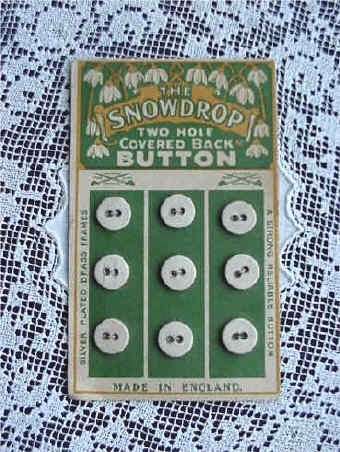 THE
SNOWDROP
TWO HOLE
COVERED BACK
BUTTON
SILVER PLATED BRASS FRAMES
A STRONG RELIABLE BUTTON
MADE IN ENGLAND.